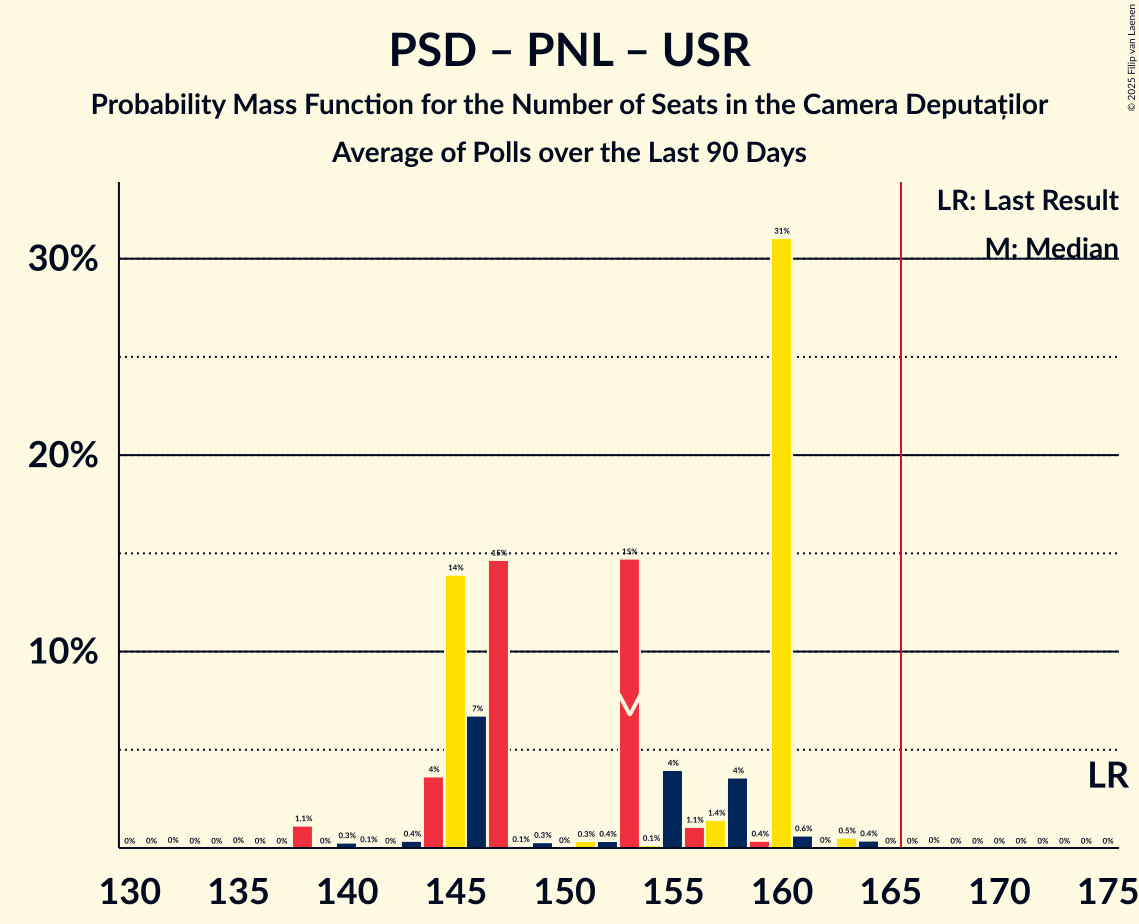 PSD – PNL – USR
Probability Mass Function for the Number of Seats in the Camera Deputaților
Average of Polls over the Last 90 Days
© 2025 Filip van Laenen
LR: Last Result
M: Median
30%
20%
10%
0% 0% 0% 0% 0% 0% 0% 0% 1.1% 0% 0.3% 0.1% 0% 0.4% 4% 14% 7% 15% 0.1% 0.3% 0% 0.3% 0.4% 15% 0.1% 4% 1.1% 1.4% 4% 0.4% 31% 0.6% 0% 0.5% 0.4% 0% 0% 0% 0% 0% 0% 0% 0% 0% 0% 0%
M
LR
130 135 140 145 150 155 160 165 170 175